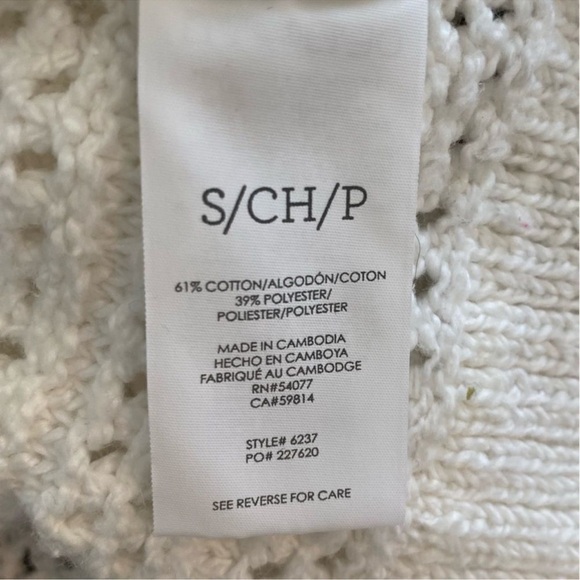 S/CH/P
61% COTTON/ALGODÓN/COTON
39% POLYESTER/
POLIESTER/POLYESTER
MADE IN CAMBODIA
HECHO EN CAMBOYA
FABRIQUÉ AU CAMBODGE
RN#54077
CA#59814
STYLE# 6237
PO# 227620
SEE REVERSE FOR CARE